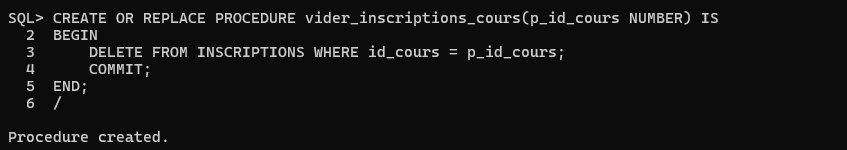 SQL> CREATE OR REPLACE PROCEDURE vider_inscriptions_cours(p_id_cours NUMBER) IS
  2  BEGIN
  3      DELETE FROM INSCRIPTIONS WHERE id_cours = p_id_cours;
  4      COMMIT;
  5  END;
  6  /
Procedure created.